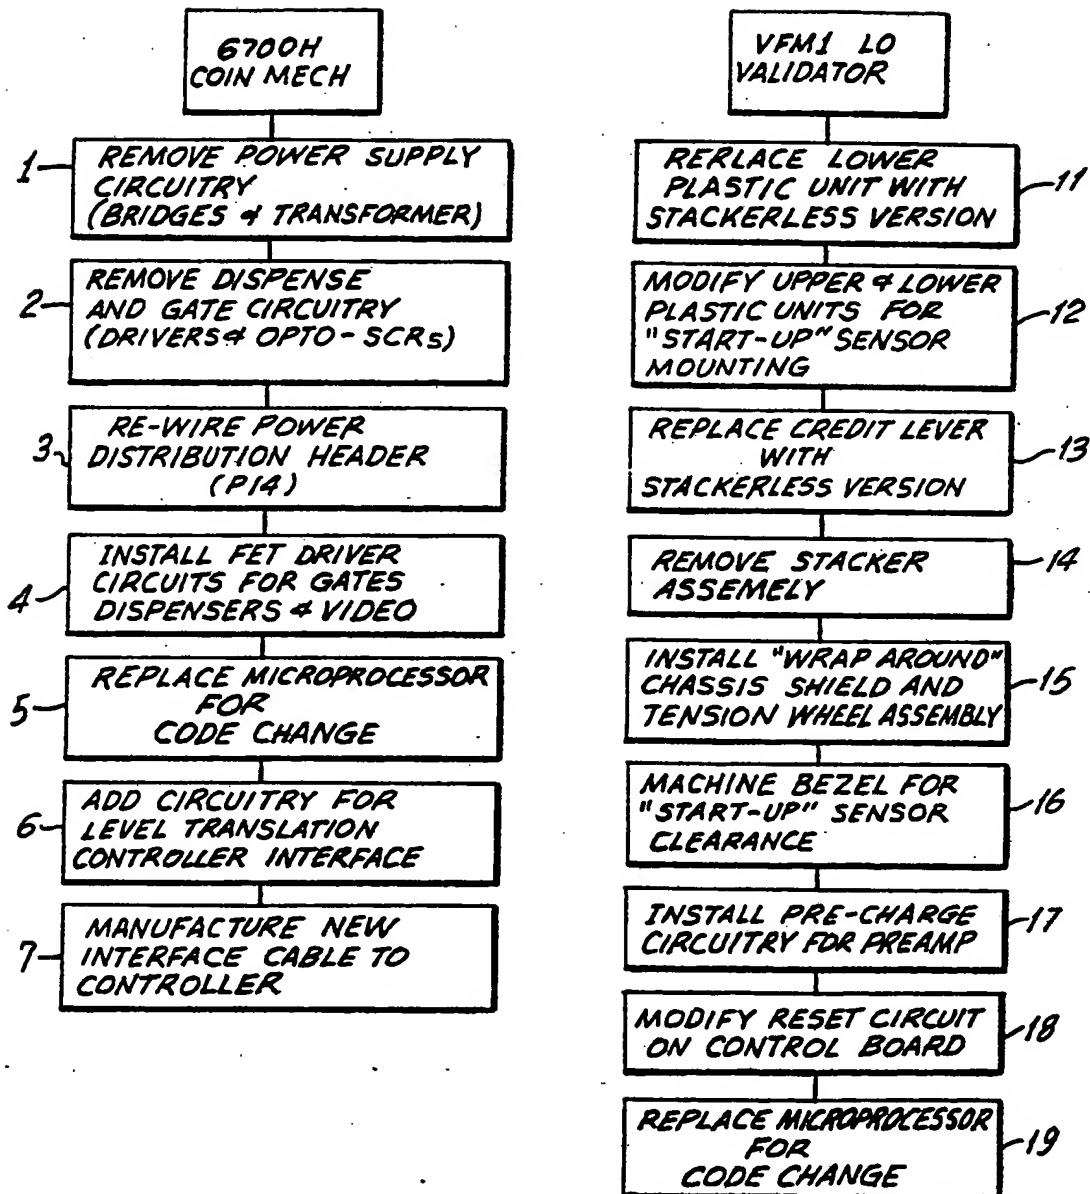 6700H
COIN MECH
1
REMOVE POWER SUPPLY
CIRCUITRY
(BRIDGES & TRANSFORMER)
2
REMOVE DISPENSE
AND GATE CIRCUITRY
(DRIVERS & OPTO-SCRs)
3
RE-WIRE POWER
DISTRIBUTION HEADER
(P14)
4
INSTALL FET DRIVER
CIRCUITS FOR GATES
DISPENSERS & VIDEO
5
REPLACE MICROPROCESSOR
FOR
CODE CHANGE
6
ADD CIRCUITRY FOR
LEVEL TRANSLATION
CONTROLLER INTERFACE
7
MANUFACTURE NEW
INTERFACE CABLE TO
CONTROLLER
VFM1 LO
VALIDATOR
RERLACE LOWER
PLASTIC UNIT WITH
STACKERLESS VERSION
11
MODIFY UPPER & LOWER
PLASTIC UNITS FOR
"START-UP" SENSOR
MOUNTING
12
REPLACE CREDIT LEVER
WITH
STACKERLESS VERSION
13
REMOVE STACKER
ASSEMELY
14
INSTALL "WRAP AROUND"
CHASSIS SHIELD AND
TENSION WHEEL ASSEMBLY
15
MACHINE BEZEL FOR
"START-UP" SENSOR
CLEARANCE
16
INSTALL PRE-CHARGE
CIRCUITRY FOR PREAMP
17
MODIFY RESET CIRCUIT
ON CONTROL BOARD
18
REPLACE MICROPROCESSOR
FOR
CODE CHANGE
19